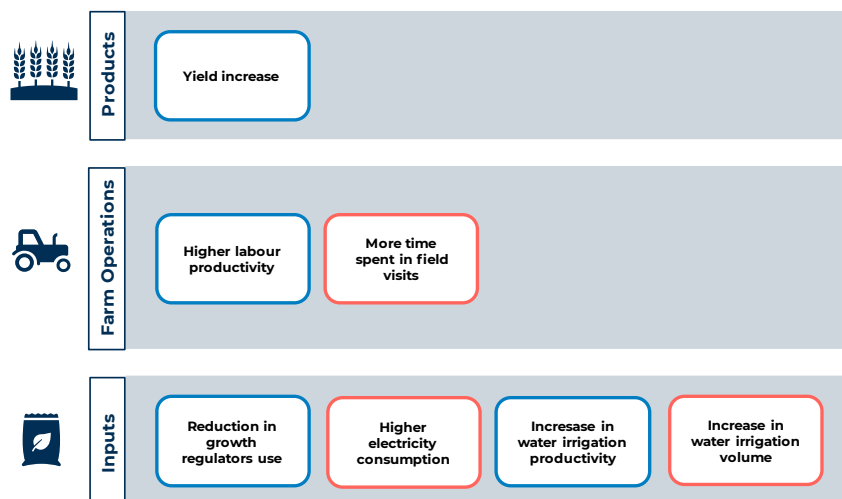 Products
Yield increase
Farm Operations
Higher labour
productivity
More time
spent in field
visits
Inputs
Reduction in
growth
regulators use
Higher
electricity
consumption
Incresase in
water irrigation
productivity
Increase in
water irrigation
volume